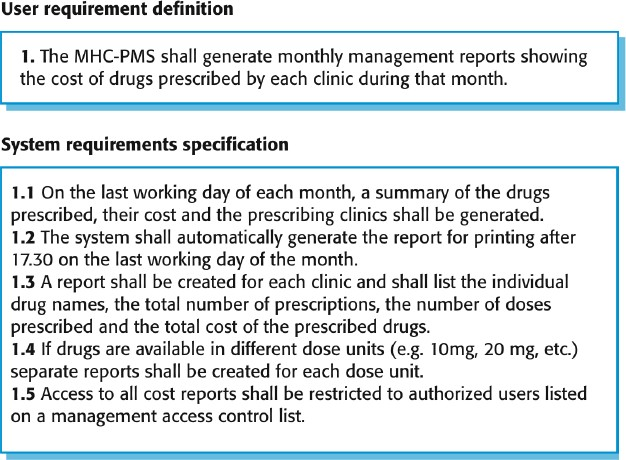 User requirement definition
1. The MHC-PMS shall generate monthly management reports showing
the cost of drugs prescribed by each clinic during that month.
System requirements specification
1.1 On the last working day of each month, a summary of the drugs
prescribed, their cost and the prescribing clinics shall be generated.
1.2 The system shall automatically generate the report for printing after
17.30 on the last working day of the month.
1.3 A report shall be created for each clinic and shall list the individual
drug names, the total number of prescriptions, the number of doses
prescribed and the total cost of the prescribed drugs.
1.4 If drugs are available in different dose units (e.g. 10mg, 20 mg, etc.)
separate reports shall be created for each dose unit.
1.5 Access to all cost reports shall be restricted to authorized users listed
on a management access control list.